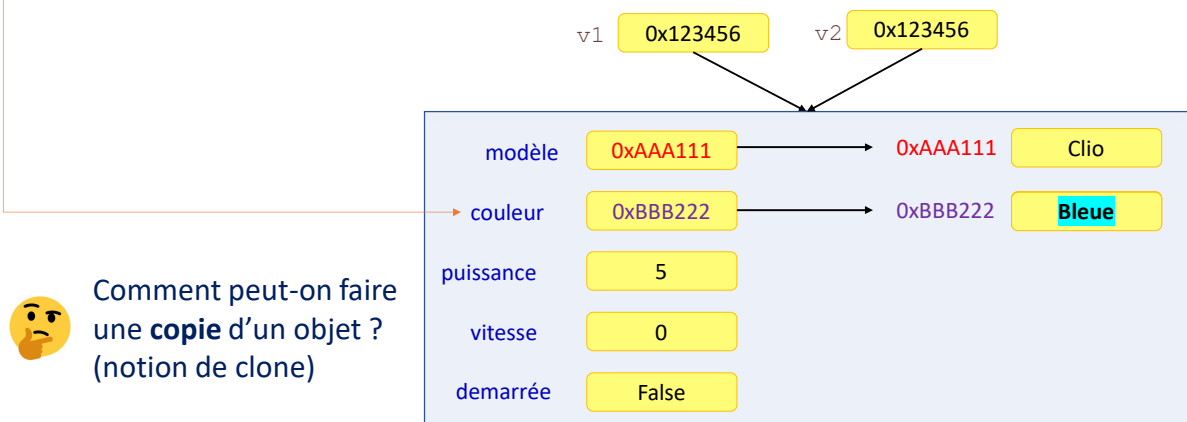 v1 0x123456 v2 0x123456
modèle 0xAAA111 0xAAA111 Clio
couleur 0xBBB222 0xBBB222 Bleue
puissance 5
vitesse 0
demarrée False
Comment peut-on faire
une copie d’un objet ?
(notion de clone)